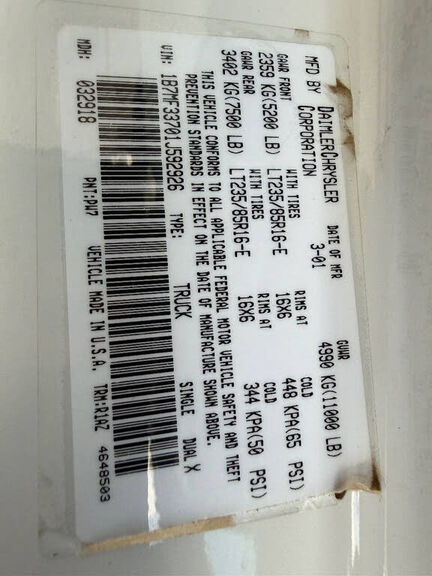 MFD BY DAIMLERCHRYSLER CORPORATION DATE OF MFR 3-01 GVWR 4990 KG(11000 LB)
GAWR FRONT WITH TIRES RIMS AT COLD
2359 KG(5200 LB) LT235/85R16-E 16X6 448 KPA(65 PSI)
GAWR REAR WITH TIRES RIMS AT COLD
3402 KG(7500 LB) LT235/85R16-E 16X6 344 KPA(50 PSI)
THIS VEHICLE CONFORMS TO ALL APPLICABLE FEDERAL MOTOR VEHICLE SAFETY AND THEFT
PREVENTION STANDARDS IN EFFECT ON THE DATE OF MANUFACTURE SHOWN ABOVE.
VIN: 1B7MF33701J592926 TYPE: TRUCK SINGLE DUAL X
MDH: 032918 PNT:PW7 VEHICLE MADE IN U.S.A. TRM:R1AZ 4648503